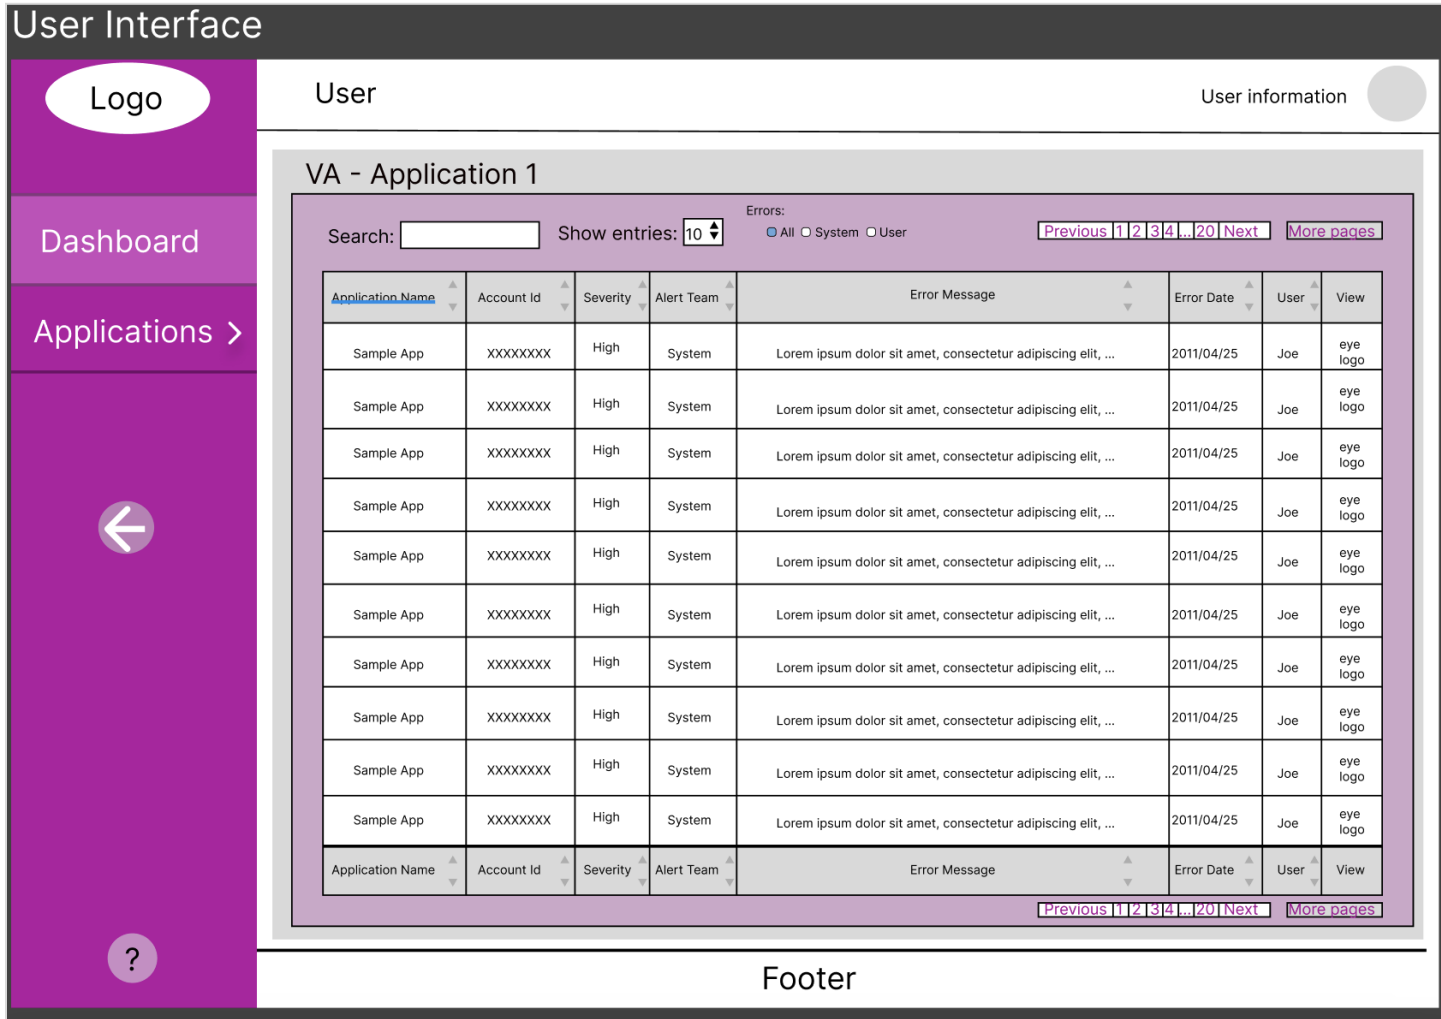 User Interface
Logo
User
User information
Dashboard
Applications
?
VA - Application 1
Search:
Show entries: 10
Errors:
All System User
Previous 1 2 3 4 ... 20 Next More pages
Application Name Account Id Severity Alert Team Error Message Error Date User View
Sample App XXXXXXXX High System Lorem ipsum dolor sit amet, consectetur adipiscing elit, ... 2011/04/25 Joe eye logo
Sample App XXXXXXXX High System Lorem ipsum dolor sit amet, consectetur adipiscing elit, ... 2011/04/25 Joe eye logo
Sample App XXXXXXXX High System Lorem ipsum dolor sit amet, consectetur adipiscing elit, ... 2011/04/25 Joe eye logo
Sample App XXXXXXXX High System Lorem ipsum dolor sit amet, consectetur adipiscing elit, ... 2011/04/25 Joe eye logo
Sample App XXXXXXXX High System Lorem ipsum dolor sit amet, consectetur adipiscing elit, ... 2011/04/25 Joe eye logo
Sample App XXXXXXXX High System Lorem ipsum dolor sit amet, consectetur adipiscing elit, ... 2011/04/25 Joe eye logo
Sample App XXXXXXXX High System Lorem ipsum dolor sit amet, consectetur adipiscing elit, ... 2011/04/25 Joe eye logo
Sample App XXXXXXXX High System Lorem ipsum dolor sit amet, consectetur adipiscing elit, ... 2011/04/25 Joe eye logo
Sample App XXXXXXXX High System Lorem ipsum dolor sit amet, consectetur adipiscing elit, ... 2011/04/25 Joe eye logo
Sample App XXXXXXXX High System Lorem ipsum dolor sit amet, consectetur adipiscing elit, ... 2011/04/25 Joe eye logo
Application Name Account Id Severity Alert Team Error Message Error Date User View
Previous 1 2 3 4 ... 20 Next More pages
Footer